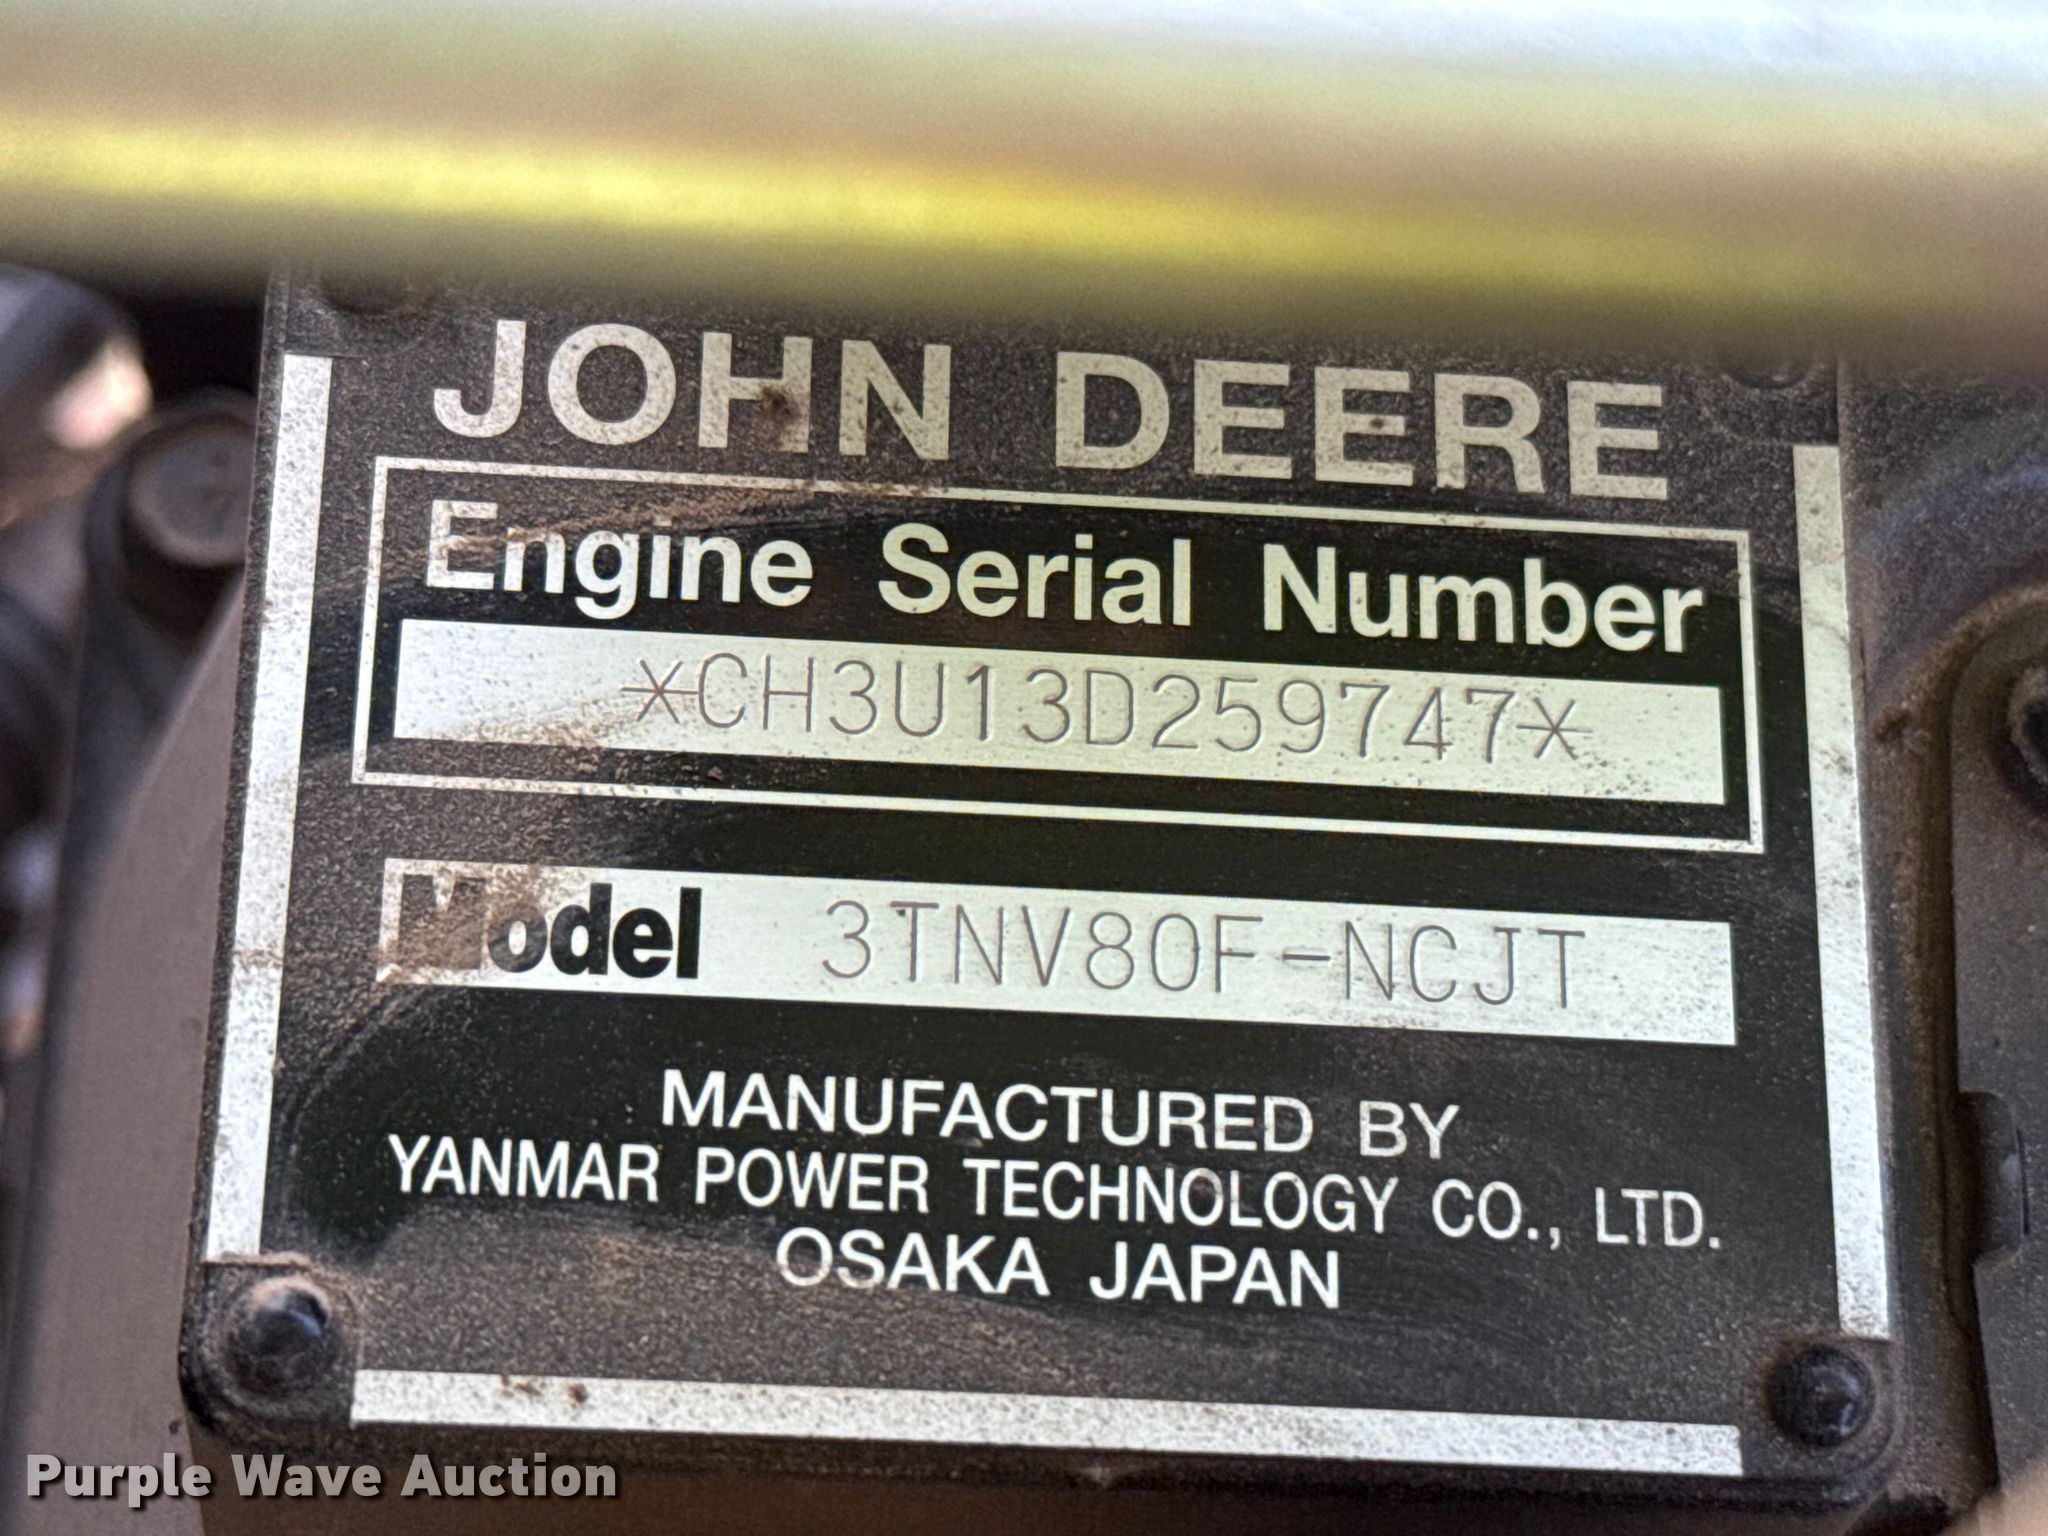 JOHN DEERE
Engine Serial Number
*CH3U13D259747*
Model 3TNV80F-NCJT
MANUFACTURED BY
YANMAR POWER TECHNOLOGY CO., LTD.
OSAKA JAPAN
Purple Wave Auction